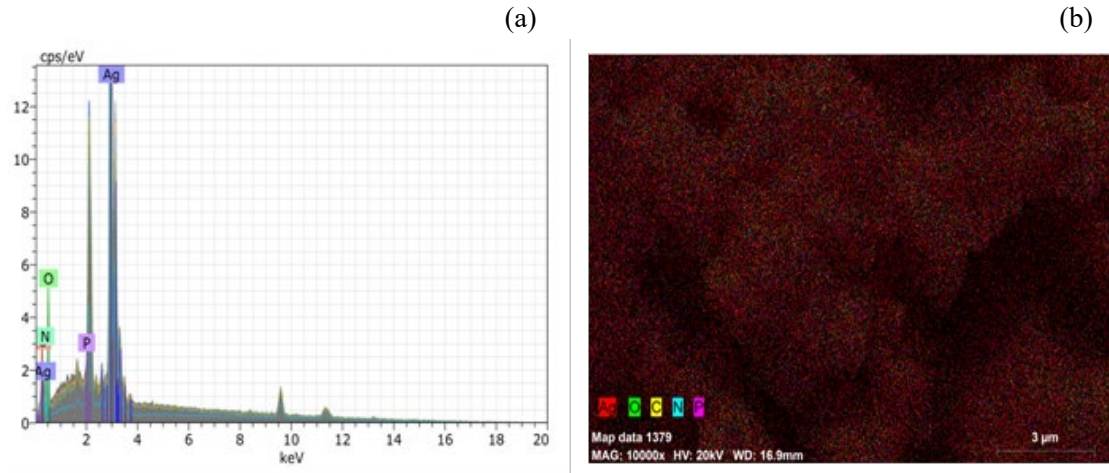 (a)
(b)
cps/eV
Ag
12
10
8
6
O
4
N
P
2
Ag
0
2 4 6 8 10 12 14 16 18 20
keV
Ag O C N P
Map data 1379
MAG: 10000x HV: 20kV WD: 16.9mm
3 µm